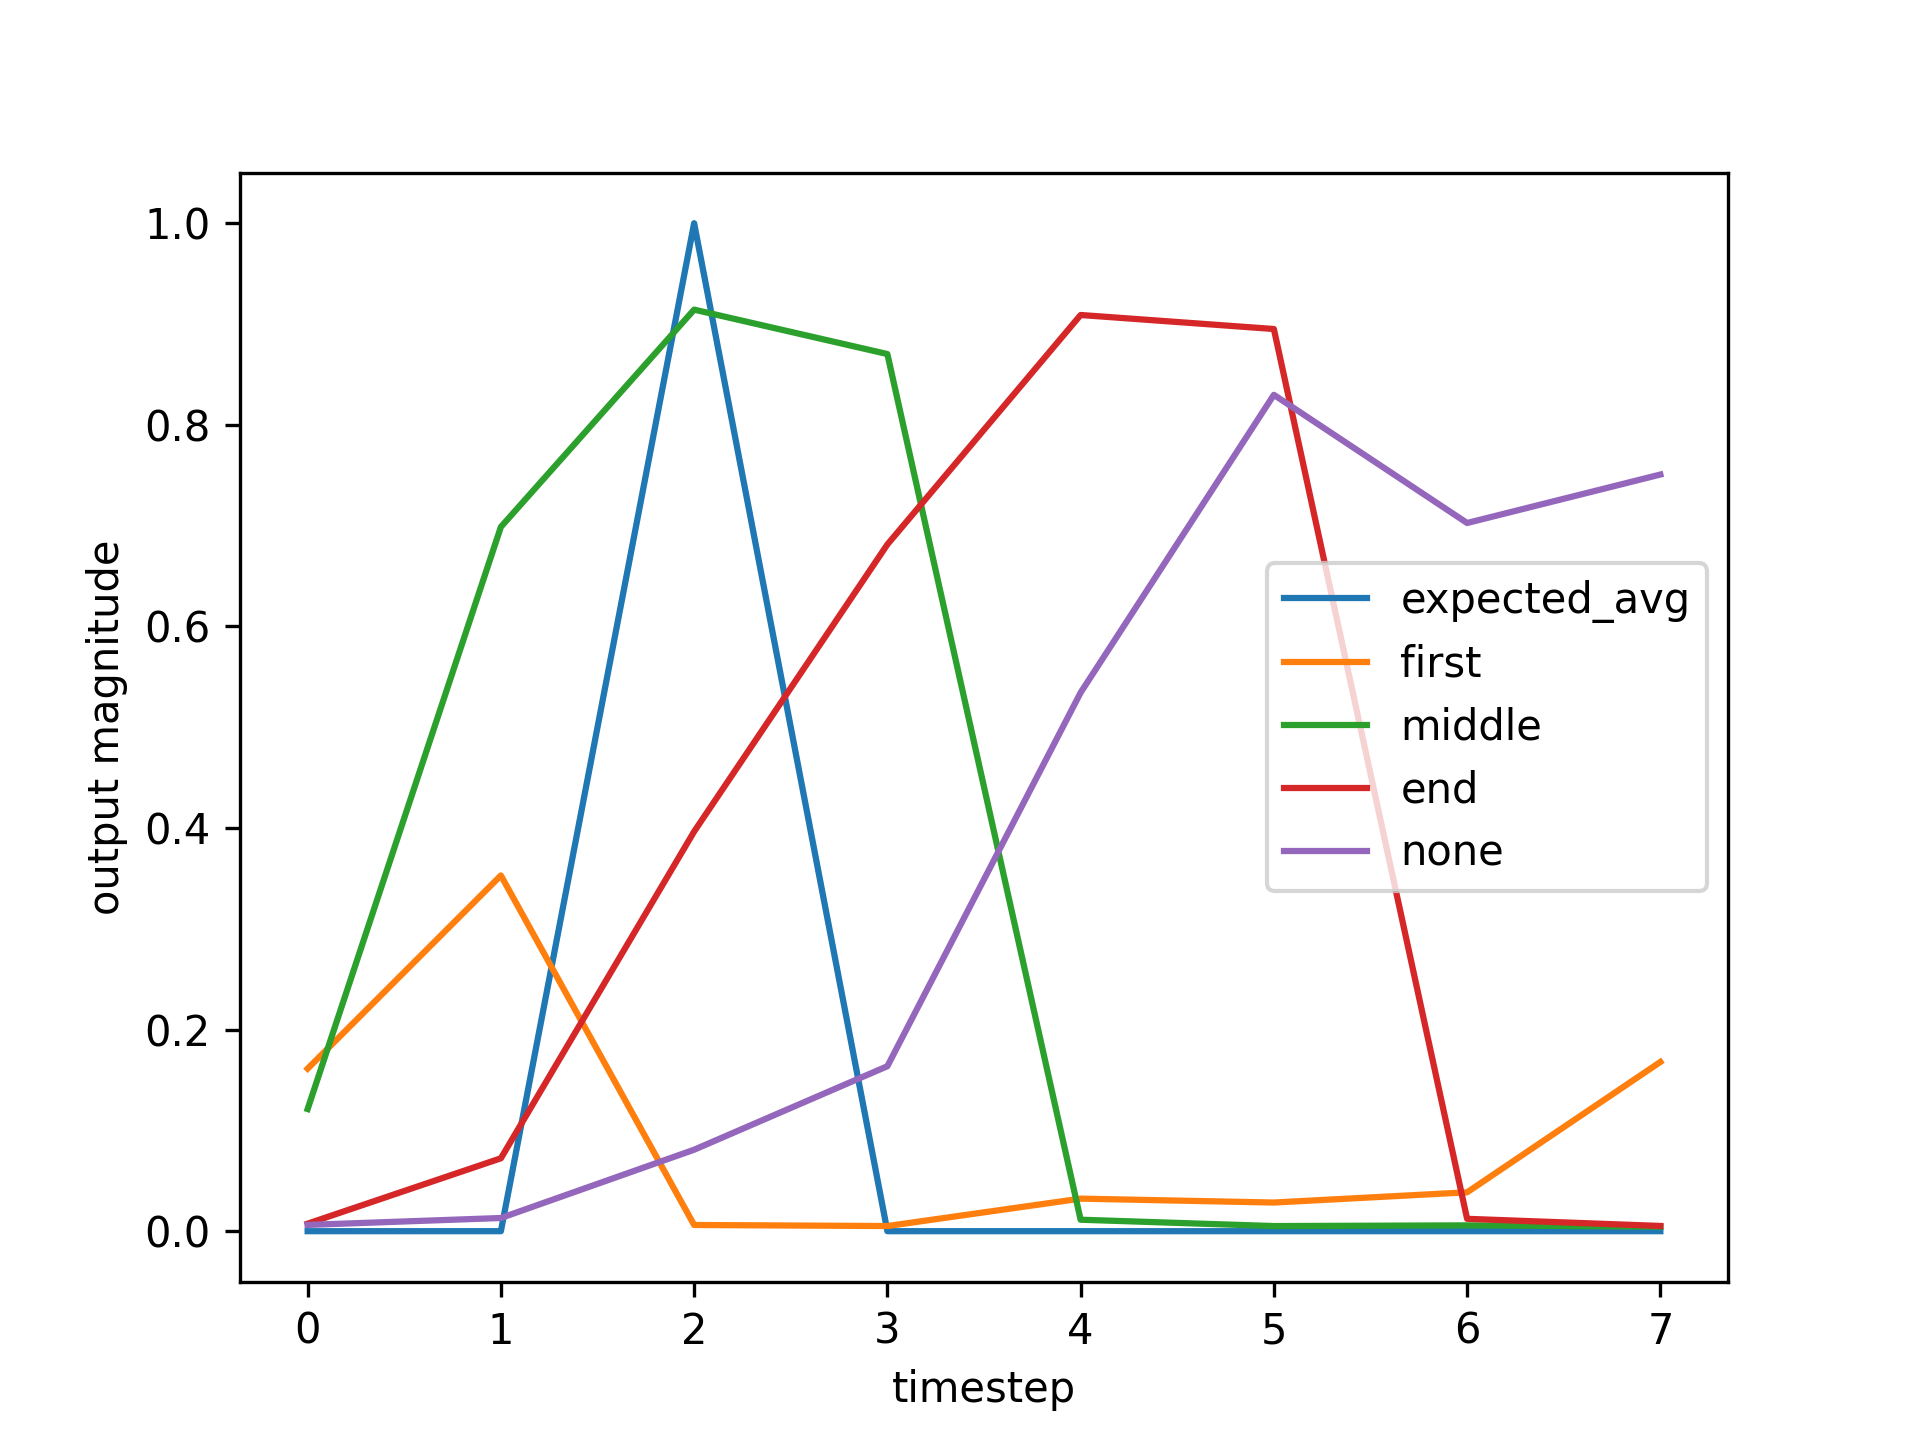 1.0
0.8
0.6
0.4
0.2
0.0
output magnitude
0 1 2 3 4 5 6 7
timestep
expected_avg
first
middle
end
none